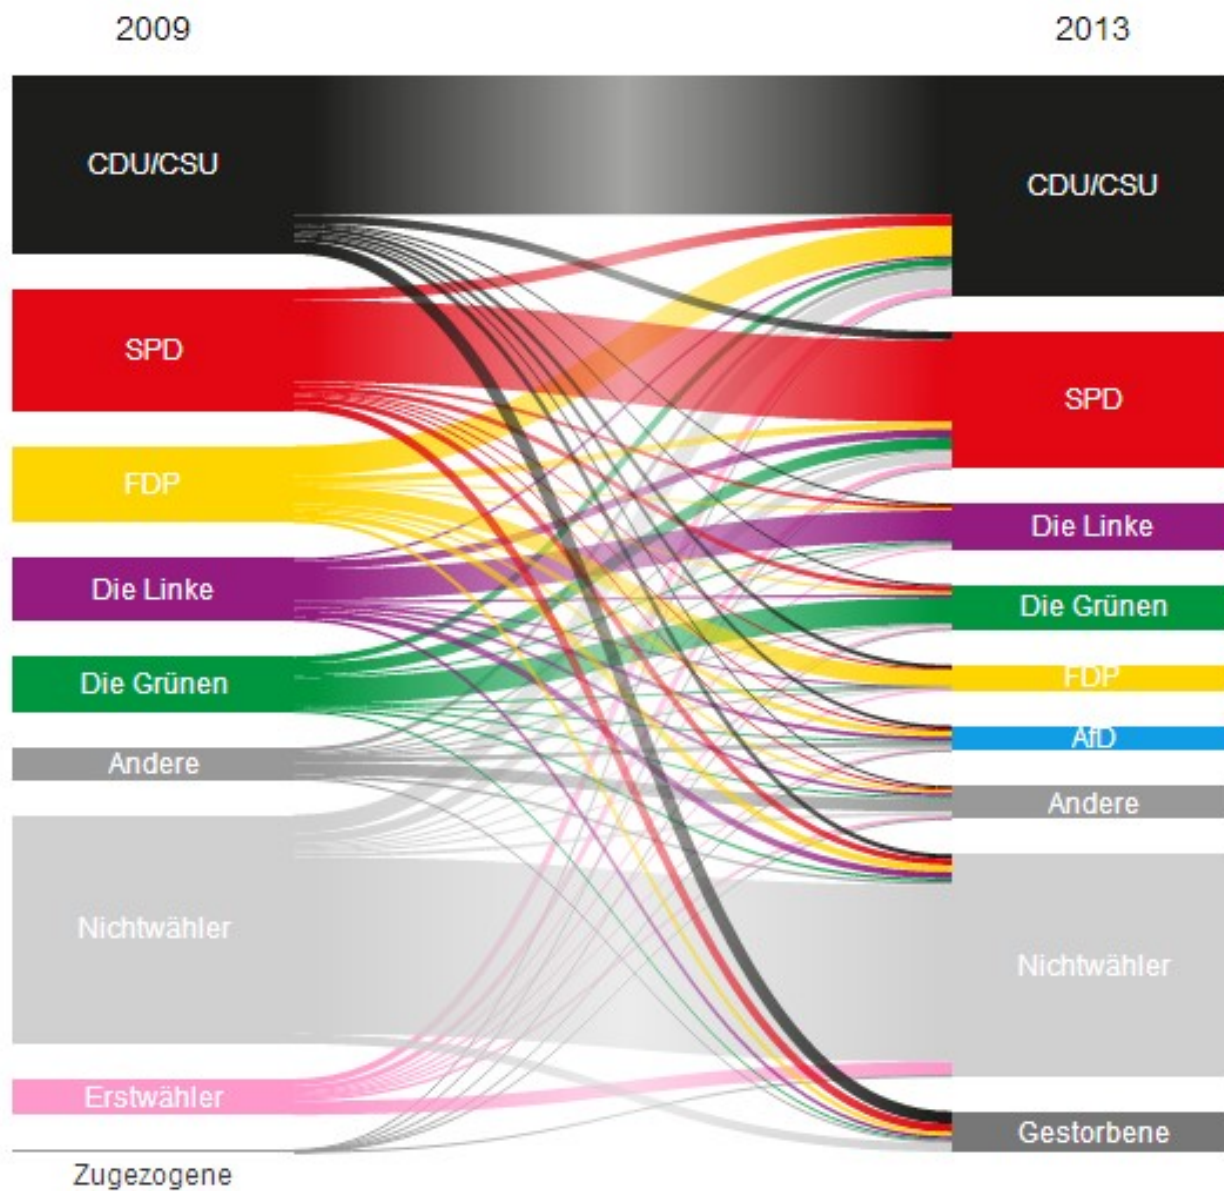 2009
2013
CDU/CSU
SPD
FDP
Die Linke
Die Grünen
Andere
Nichtwähler
Erstwähler
Zugezogene
CDU/CSU
SPD
Die Linke
Die Grünen
FDP
AfD
Andere
Nichtwähler
Gestorbene